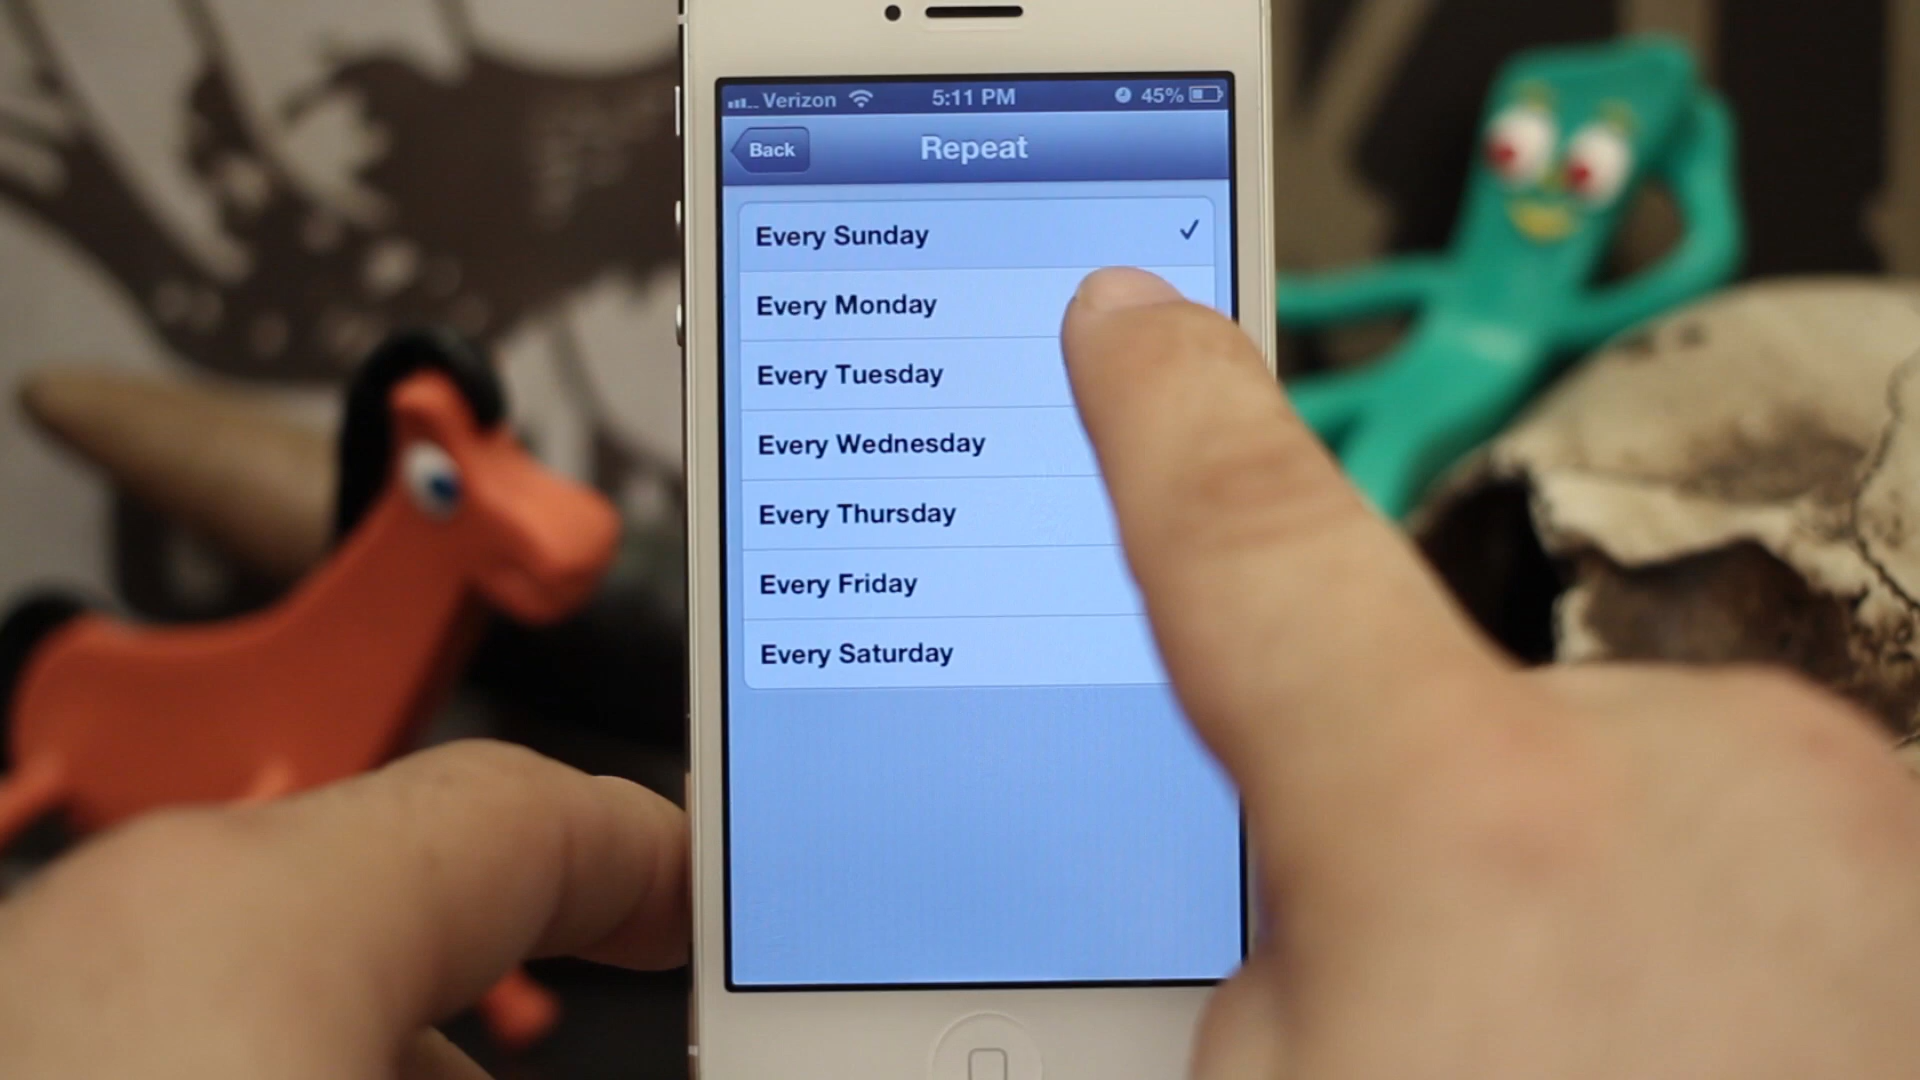 Verizon 5:11 PM 45%
Back Repeat
Every Sunday
Every Monday
Every Tuesday
Every Wednesday
Every Thursday
Every Friday
Every Saturday